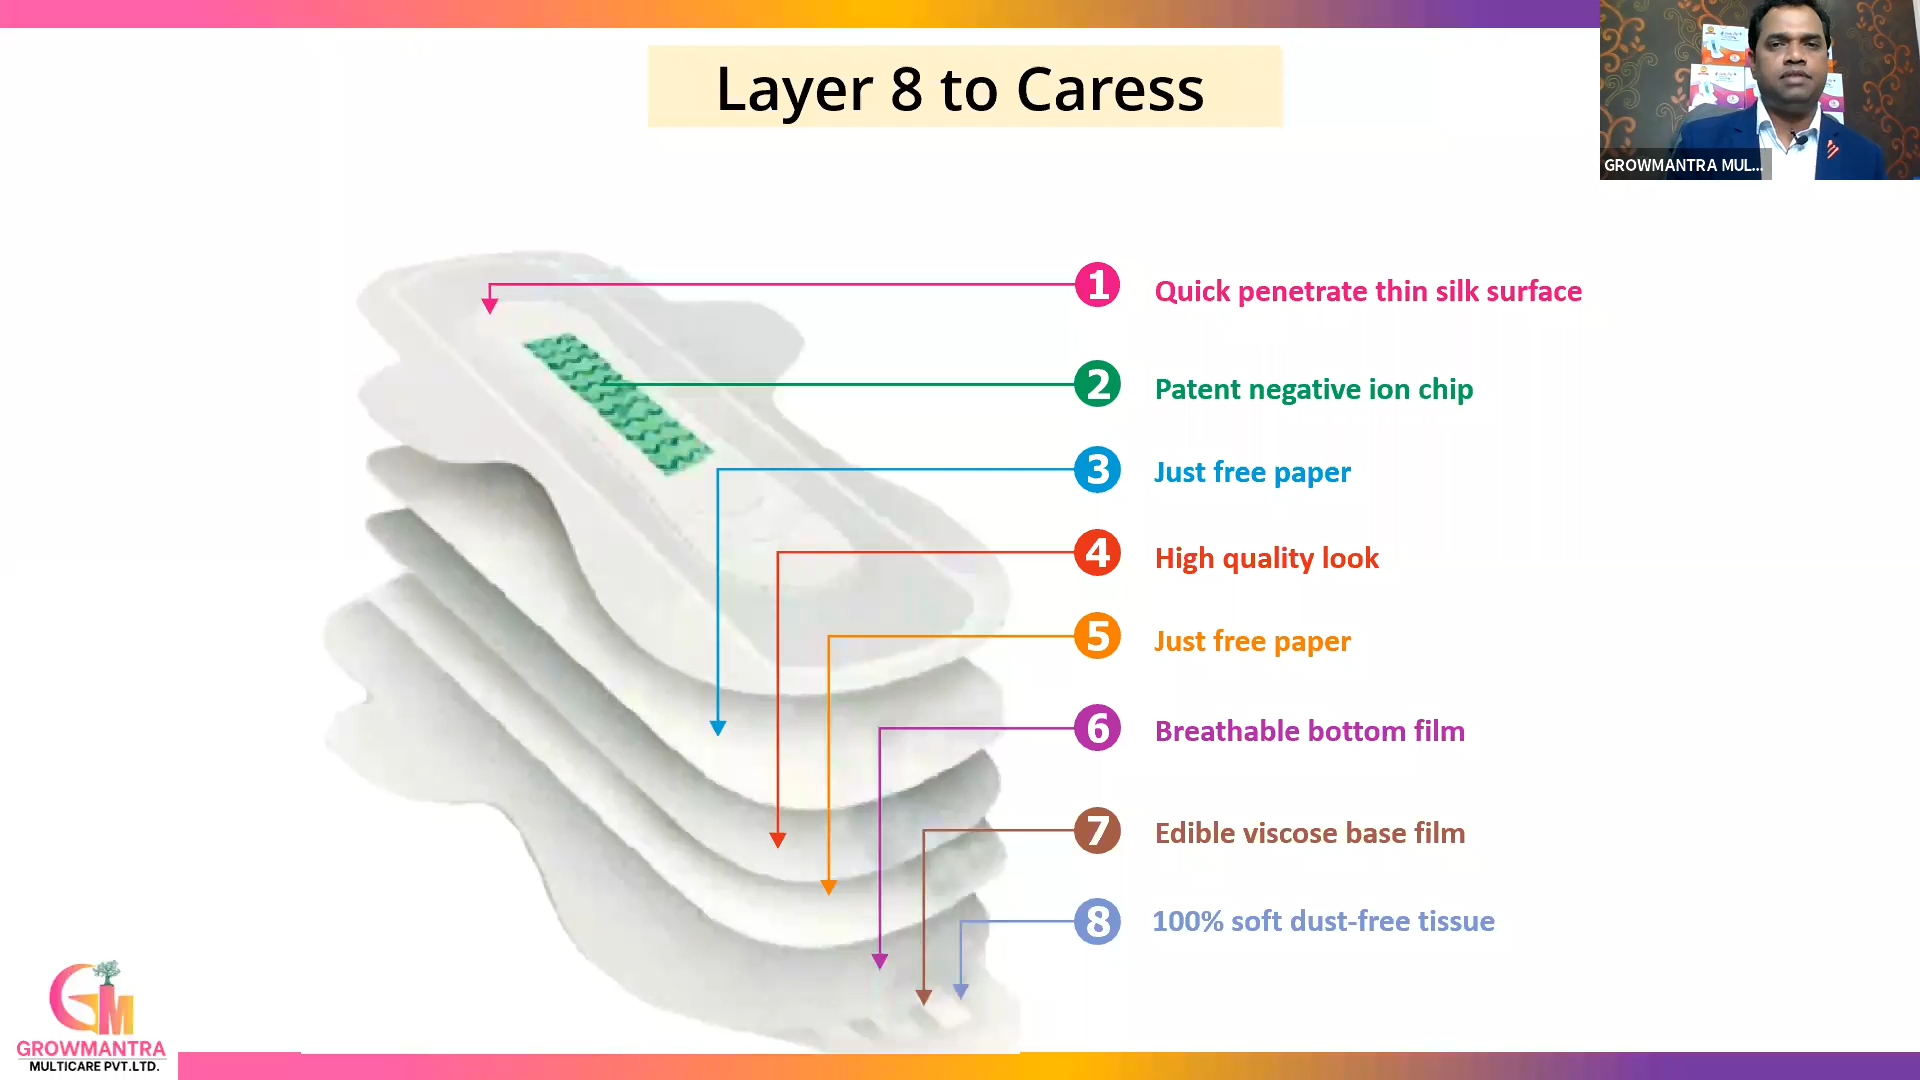 Layer 8 to Caress
GROWMANTRA MUL...
1 Quick penetrate thin silk surface
2 Patent negative ion chip
3 Just free paper
4 High quality look
5 Just free paper
6 Breathable bottom film
7 Edible viscose base film
8 100% soft dust-free tissue
GM
GROWMANTRA
MULTICARE PVT.LTD.